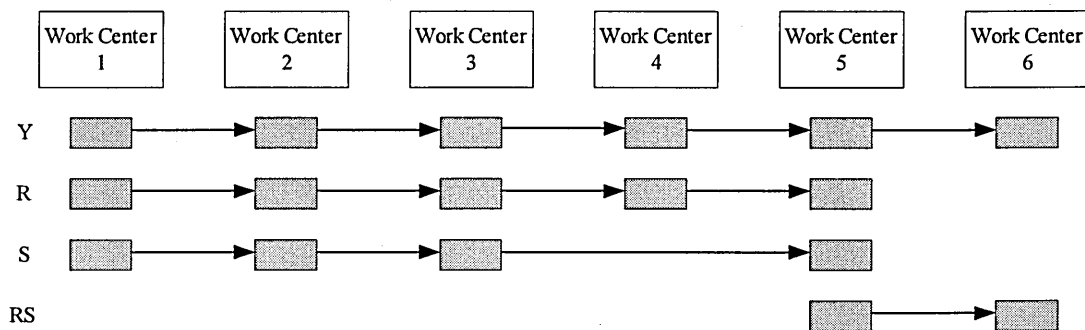 Work Center 1
Work Center 2
Work Center 3
Work Center 4
Work Center 5
Work Center 6
Y
R
S
RS